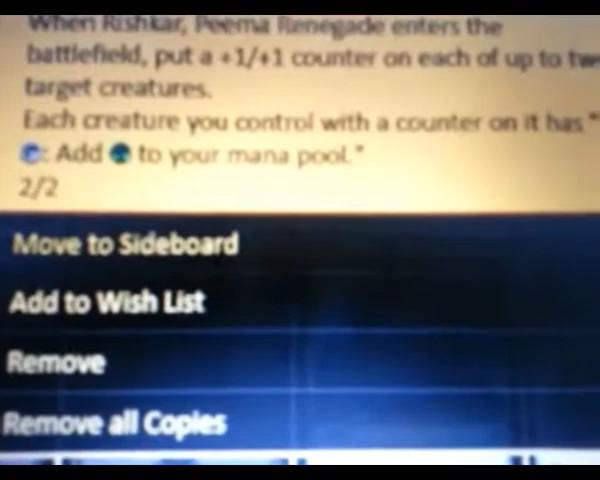 When Rishkar, Peema Renegade enters the
battlefield, put a +1/+1 counter on each of up to tw
target creatures.
Each creature you control with a counter on it has "
: Add to your mana pool."
2/2
Move to Sideboard
Add to Wish List
Remove
Remove all Copies